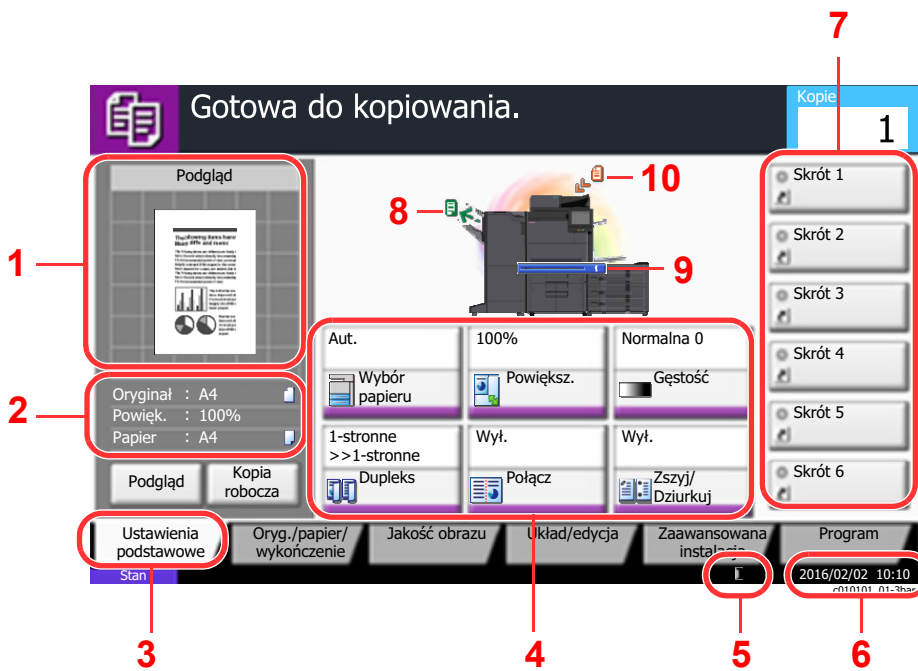 7
Gotowa do kopiowania.
Kopie
1
Podgląd
10
8
9
1
Skrót 1
Skrót 2
Skrót 3
Skrót 4
Skrót 5
Skrót 6
2
Oryginał : A4
Powięk. : 100%
Papier : A4
Podgląd
Kopia
robocza
Aut.
Wybór
papieru
100%
Powiększ.
Normalna 0
Gęstość
1-stronne
>>1-stronne
Dupleks
Wył.
Połącz
Wył.
Zszyj/
Dziurkuj
Ustawienia
podstawowe
Oryg./papier/
wykończenie
Jakość obrazu
Układ/edycja
Zaawansowana
instalacja
Program
Stan
2016/02/02 10:10
3
4
5
6